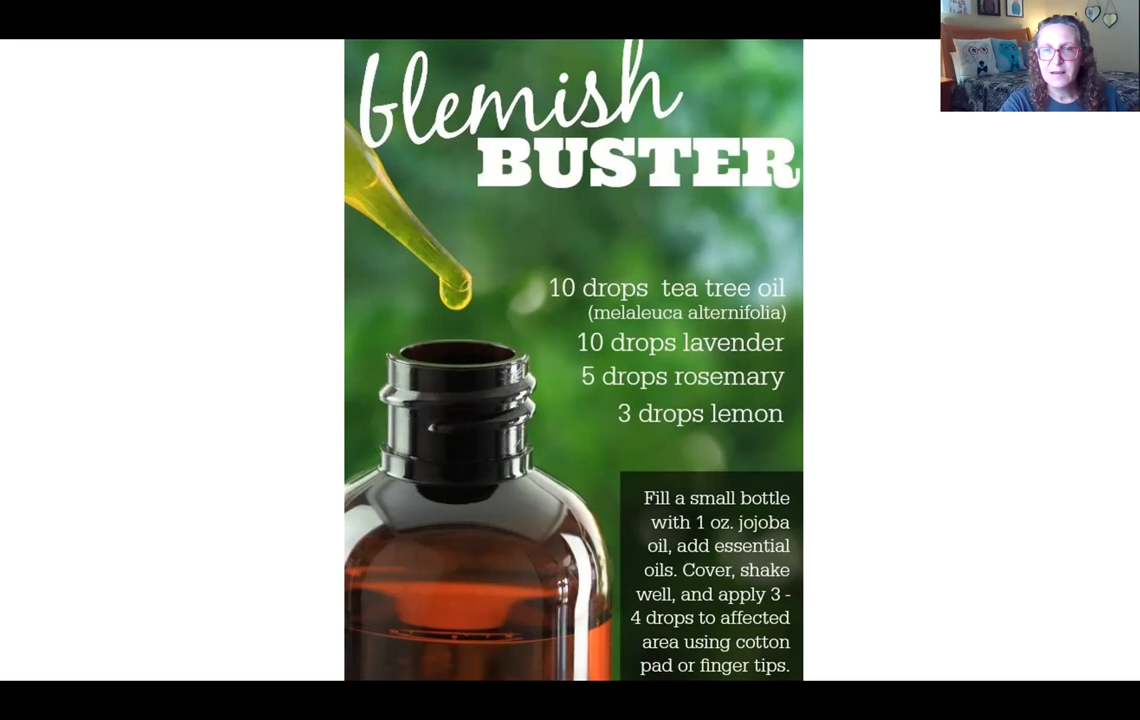 blemish
BUSTER
10 drops tea tree oil
(melaleuca alternifolia)
10 drops lavender
5 drops rosemary
3 drops lemon
Fill a small bottle
with 1 oz. jojoba
oil, add essential
oils. Cover, shake
well, and apply 3 -
4 drops to affected
area using cotton
pad or finger tips.